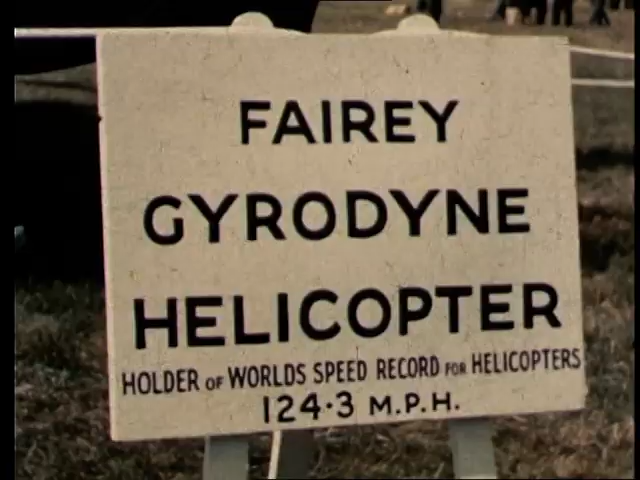 FAIREY
GYRODYNE
HELICOPTER
HOLDER OF WORLDS SPEED RECORD FOR HELICOPTERS
124·3 M.P.H.